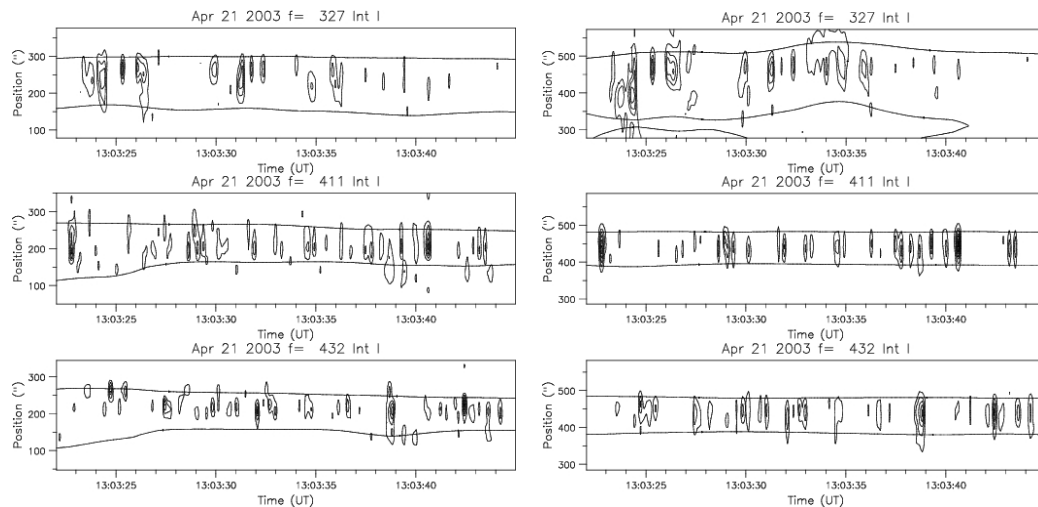 Apr 21 2003 f= 327 Int I
Position (")
300
200
100
13:03:25 13:03:30 13:03:35 13:03:40
Time (UT)
Apr 21 2003 f= 327 Int I
Position (")
500
400
300
13:03:25 13:03:30 13:03:35 13:03:40
Time (UT)
Apr 21 2003 f= 411 Int I
Position (")
300
200
100
13:03:25 13:03:30 13:03:35 13:03:40
Time (UT)
Apr 21 2003 f= 411 Int I
Position (")
500
400
300
13:03:25 13:03:30 13:03:35 13:03:40
Time (UT)
Apr 21 2003 f= 432 Int I
Position (")
300
200
100
13:03:25 13:03:30 13:03:35 13:03:40
Time (UT)
Apr 21 2003 f= 432 Int I
Position (")
500
400
300
13:03:25 13:03:30 13:03:35 13:03:40
Time (UT)